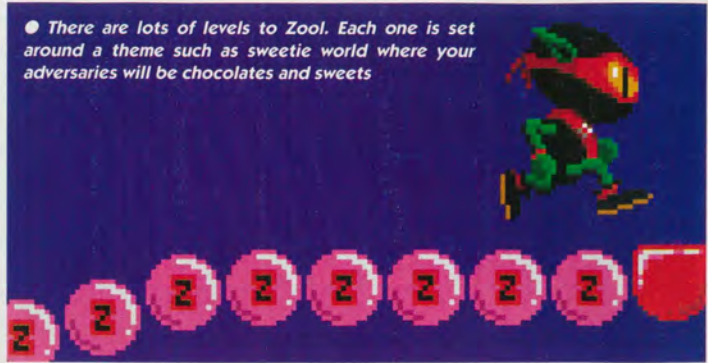 ● There are lots of levels to Zool. Each one is set
around a theme such as sweetie world where your
adversaries will be chocolates and sweets
Z Z Z Z Z Z Z Z